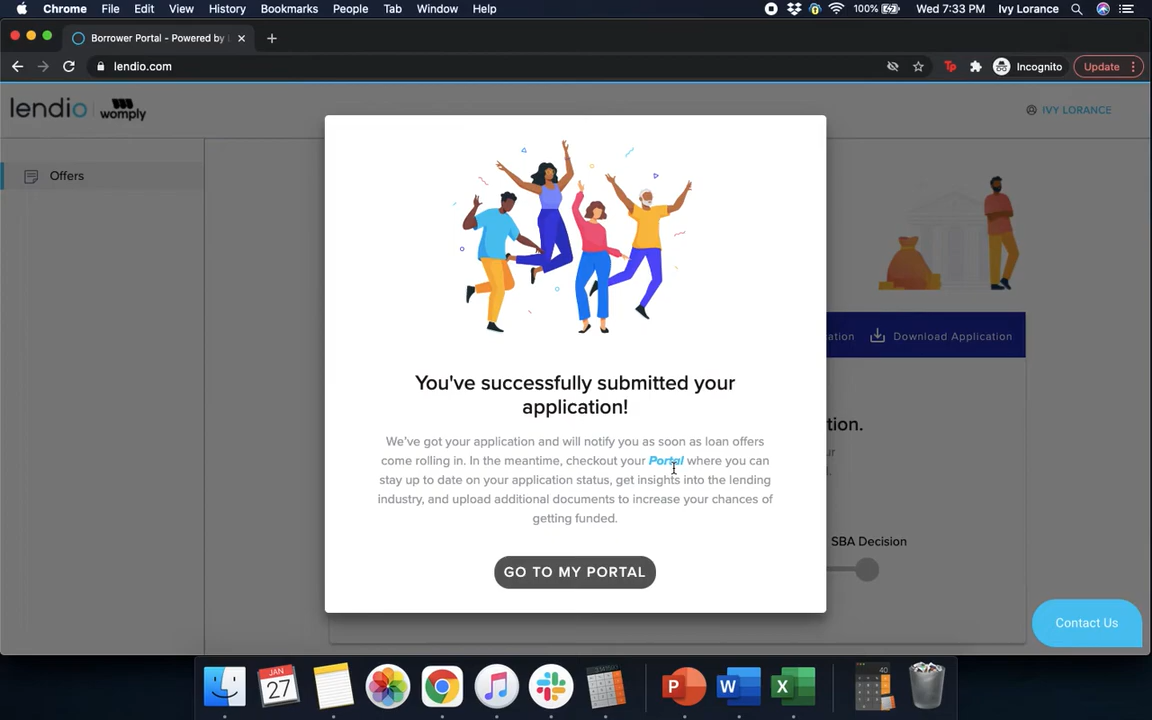 Chrome File Edit View History Bookmarks People Tab Window Help 100% Wed 7:33 PM Ivy Lorance
Borrower Portal - Powered by
lendio.com Tp Incognito Update
lendio womply IVY LORANCE
Offers
Download Application
You've successfully submitted your
application!
We've got your application and will notify you as soon as loan offers
come rolling in. In the meantime, checkout your Portal where you can
stay up to date on your application status, get insights into the lending
industry, and upload additional documents to increase your chances of
getting funded.
SBA Decision
GO TO MY PORTAL
Contact Us
JAN
27
P W X